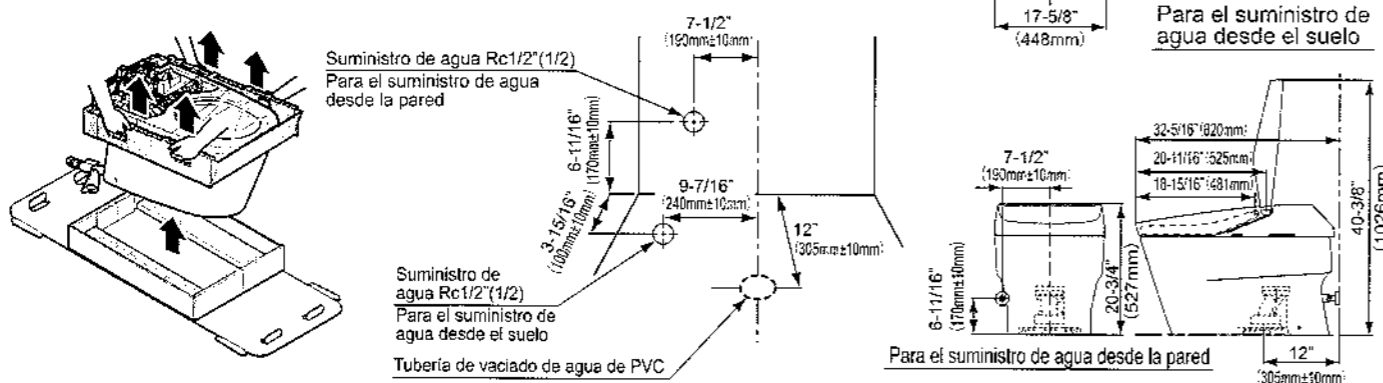 7-1/2"
(190mm±10mm)
Suministro de agua Rc1/2"(1/2)
Para el suministro de agua
desde la pared
6-11/16"
(170mm±10mm)
9-7/16"
(240mm±10mm)
3-15/16"
(100mm±10mm)
12"
(305mm±10mm)
Suministro de
agua Rc1/2"(1/2)
Para el suministro de
agua desde el suelo
Tubería de vaciado de agua de PVC
17-5/8"
(448mm)
Para el suministro de
agua desde el suelo
32-5/16"(820mm)
20-11/16"(525mm)
18-15/16"(481mm)
7-1/2"
(190mm±10mm)
40-3/8"
(1026mm)
6-11/16"
(170mm±10mm)
20-3/4"
(527mm)
Para el suministro de agua desde la pared
12"
(305mm±10mm)